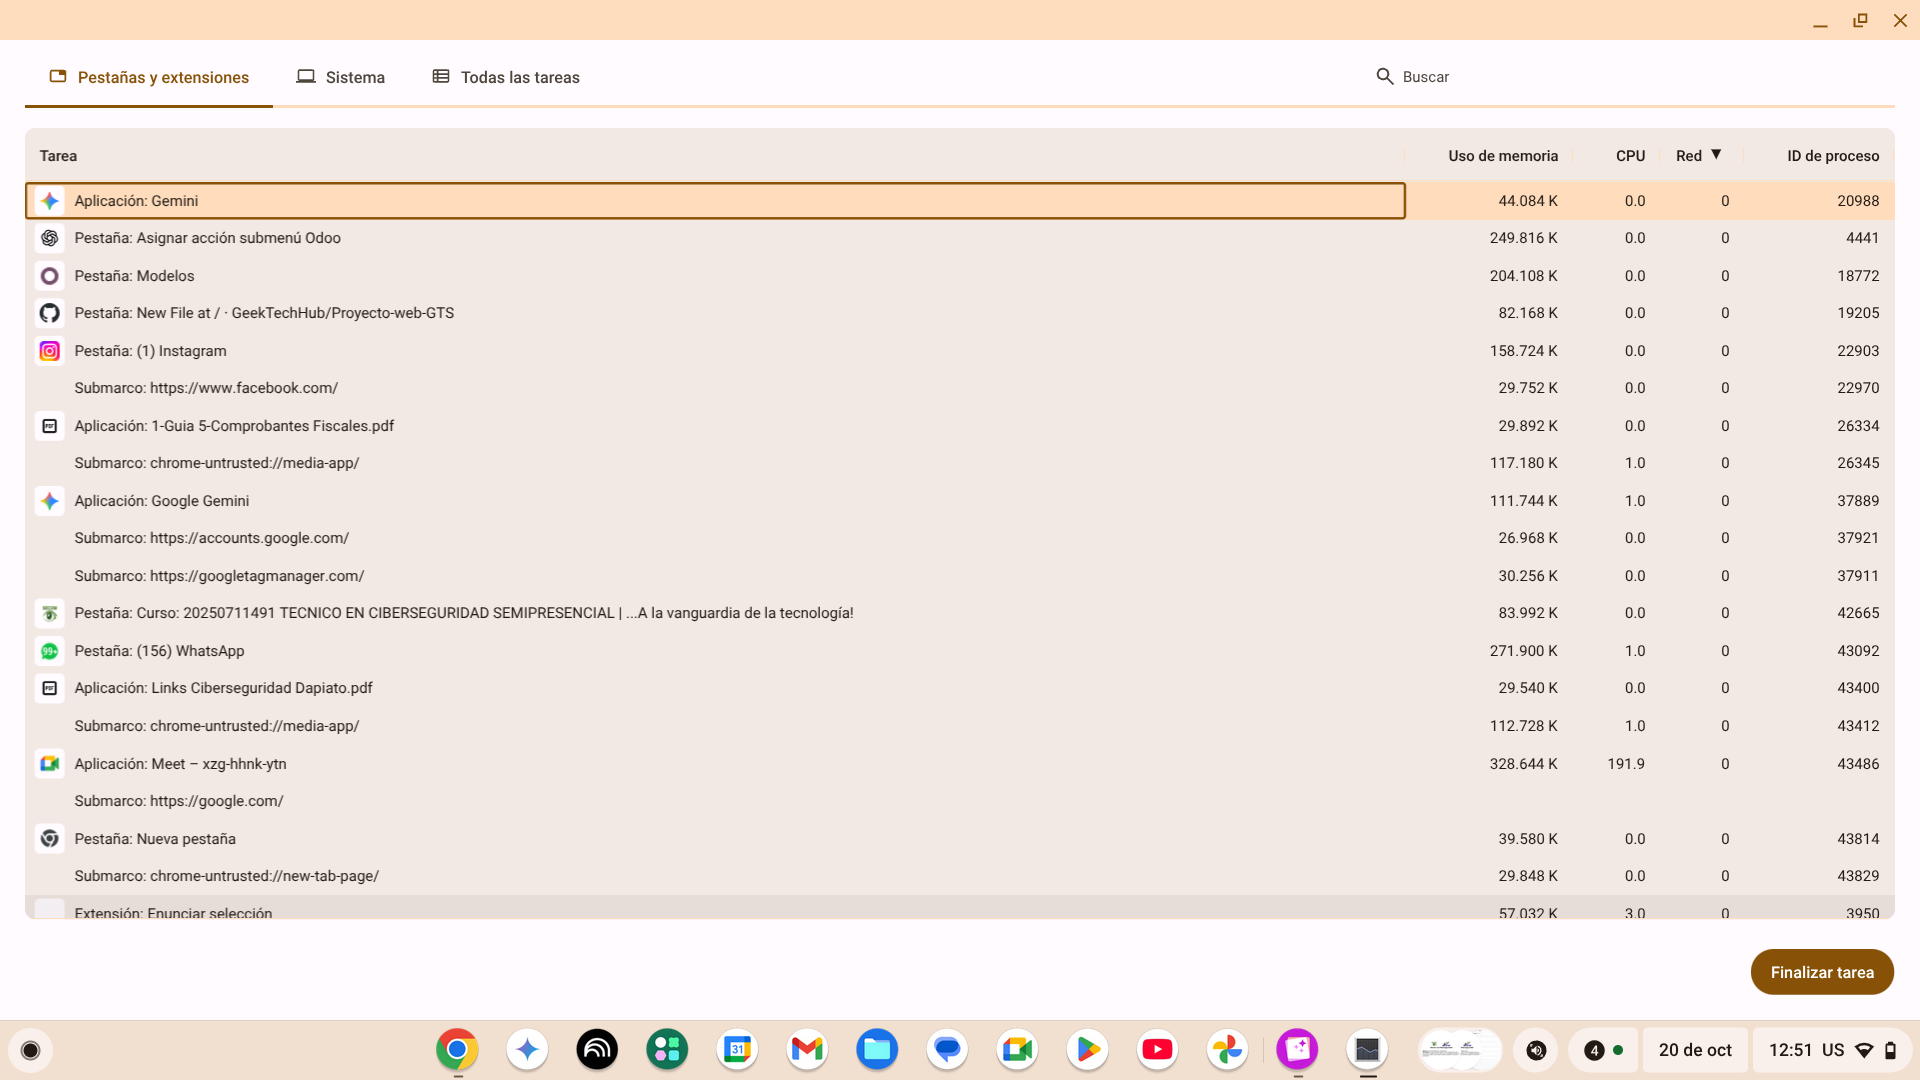 Pestañas y extensiones Sistema Todas las tareas Buscar
Tarea Uso de memoria CPU Red ▼ ID de proceso
Aplicación: Gemini 44.084 K 0.0 0 20988
Pestaña: Asignar acción submenú Odoo 249.816 K 0.0 0 4441
Pestaña: Modelos 204.108 K 0.0 0 18772
Pestaña: New File at / · GeekTechHub/Proyecto-web-GTS 82.168 K 0.0 0 19205
Pestaña: (1) Instagram 158.724 K 0.0 0 22903
Submarco: https://www.facebook.com/ 29.752 K 0.0 0 22970
Aplicación: 1-Guia 5-Comprobantes Fiscales.pdf 29.892 K 0.0 0 26334
Submarco: chrome-untrusted://media-app/ 117.180 K 1.0 0 26345
Aplicación: Google Gemini 111.744 K 1.0 0 37889
Submarco: https://accounts.google.com/ 26.968 K 0.0 0 37921
Submarco: https://googletagmanager.com/ 30.256 K 0.0 0 37911
Pestaña: Curso: 20250711491 TECNICO EN CIBERSEGURIDAD SEMIPRESENCIAL | ...A la vanguardia de la tecnología! 83.992 K 0.0 0 42665
99+ Pestaña: (156) WhatsApp 271.900 K 1.0 0 43092
Aplicación: Links Ciberseguridad Dapiato.pdf 29.540 K 0.0 0 43400
Submarco: chrome-untrusted://media-app/ 112.728 K 1.0 0 43412
Aplicación: Meet – xzg-hhnk-ytn 328.644 K 191.9 0 43486
Submarco: https://google.com/
Pestaña: Nueva pestaña 39.580 K 0.0 0 43814
Submarco: chrome-untrusted://new-tab-page/ 29.848 K 0.0 0 43829
Extensión: Enunciar selección 57.032 K 3.0 0 3950
Finalizar tarea
31 4 20 de oct 12:51 US